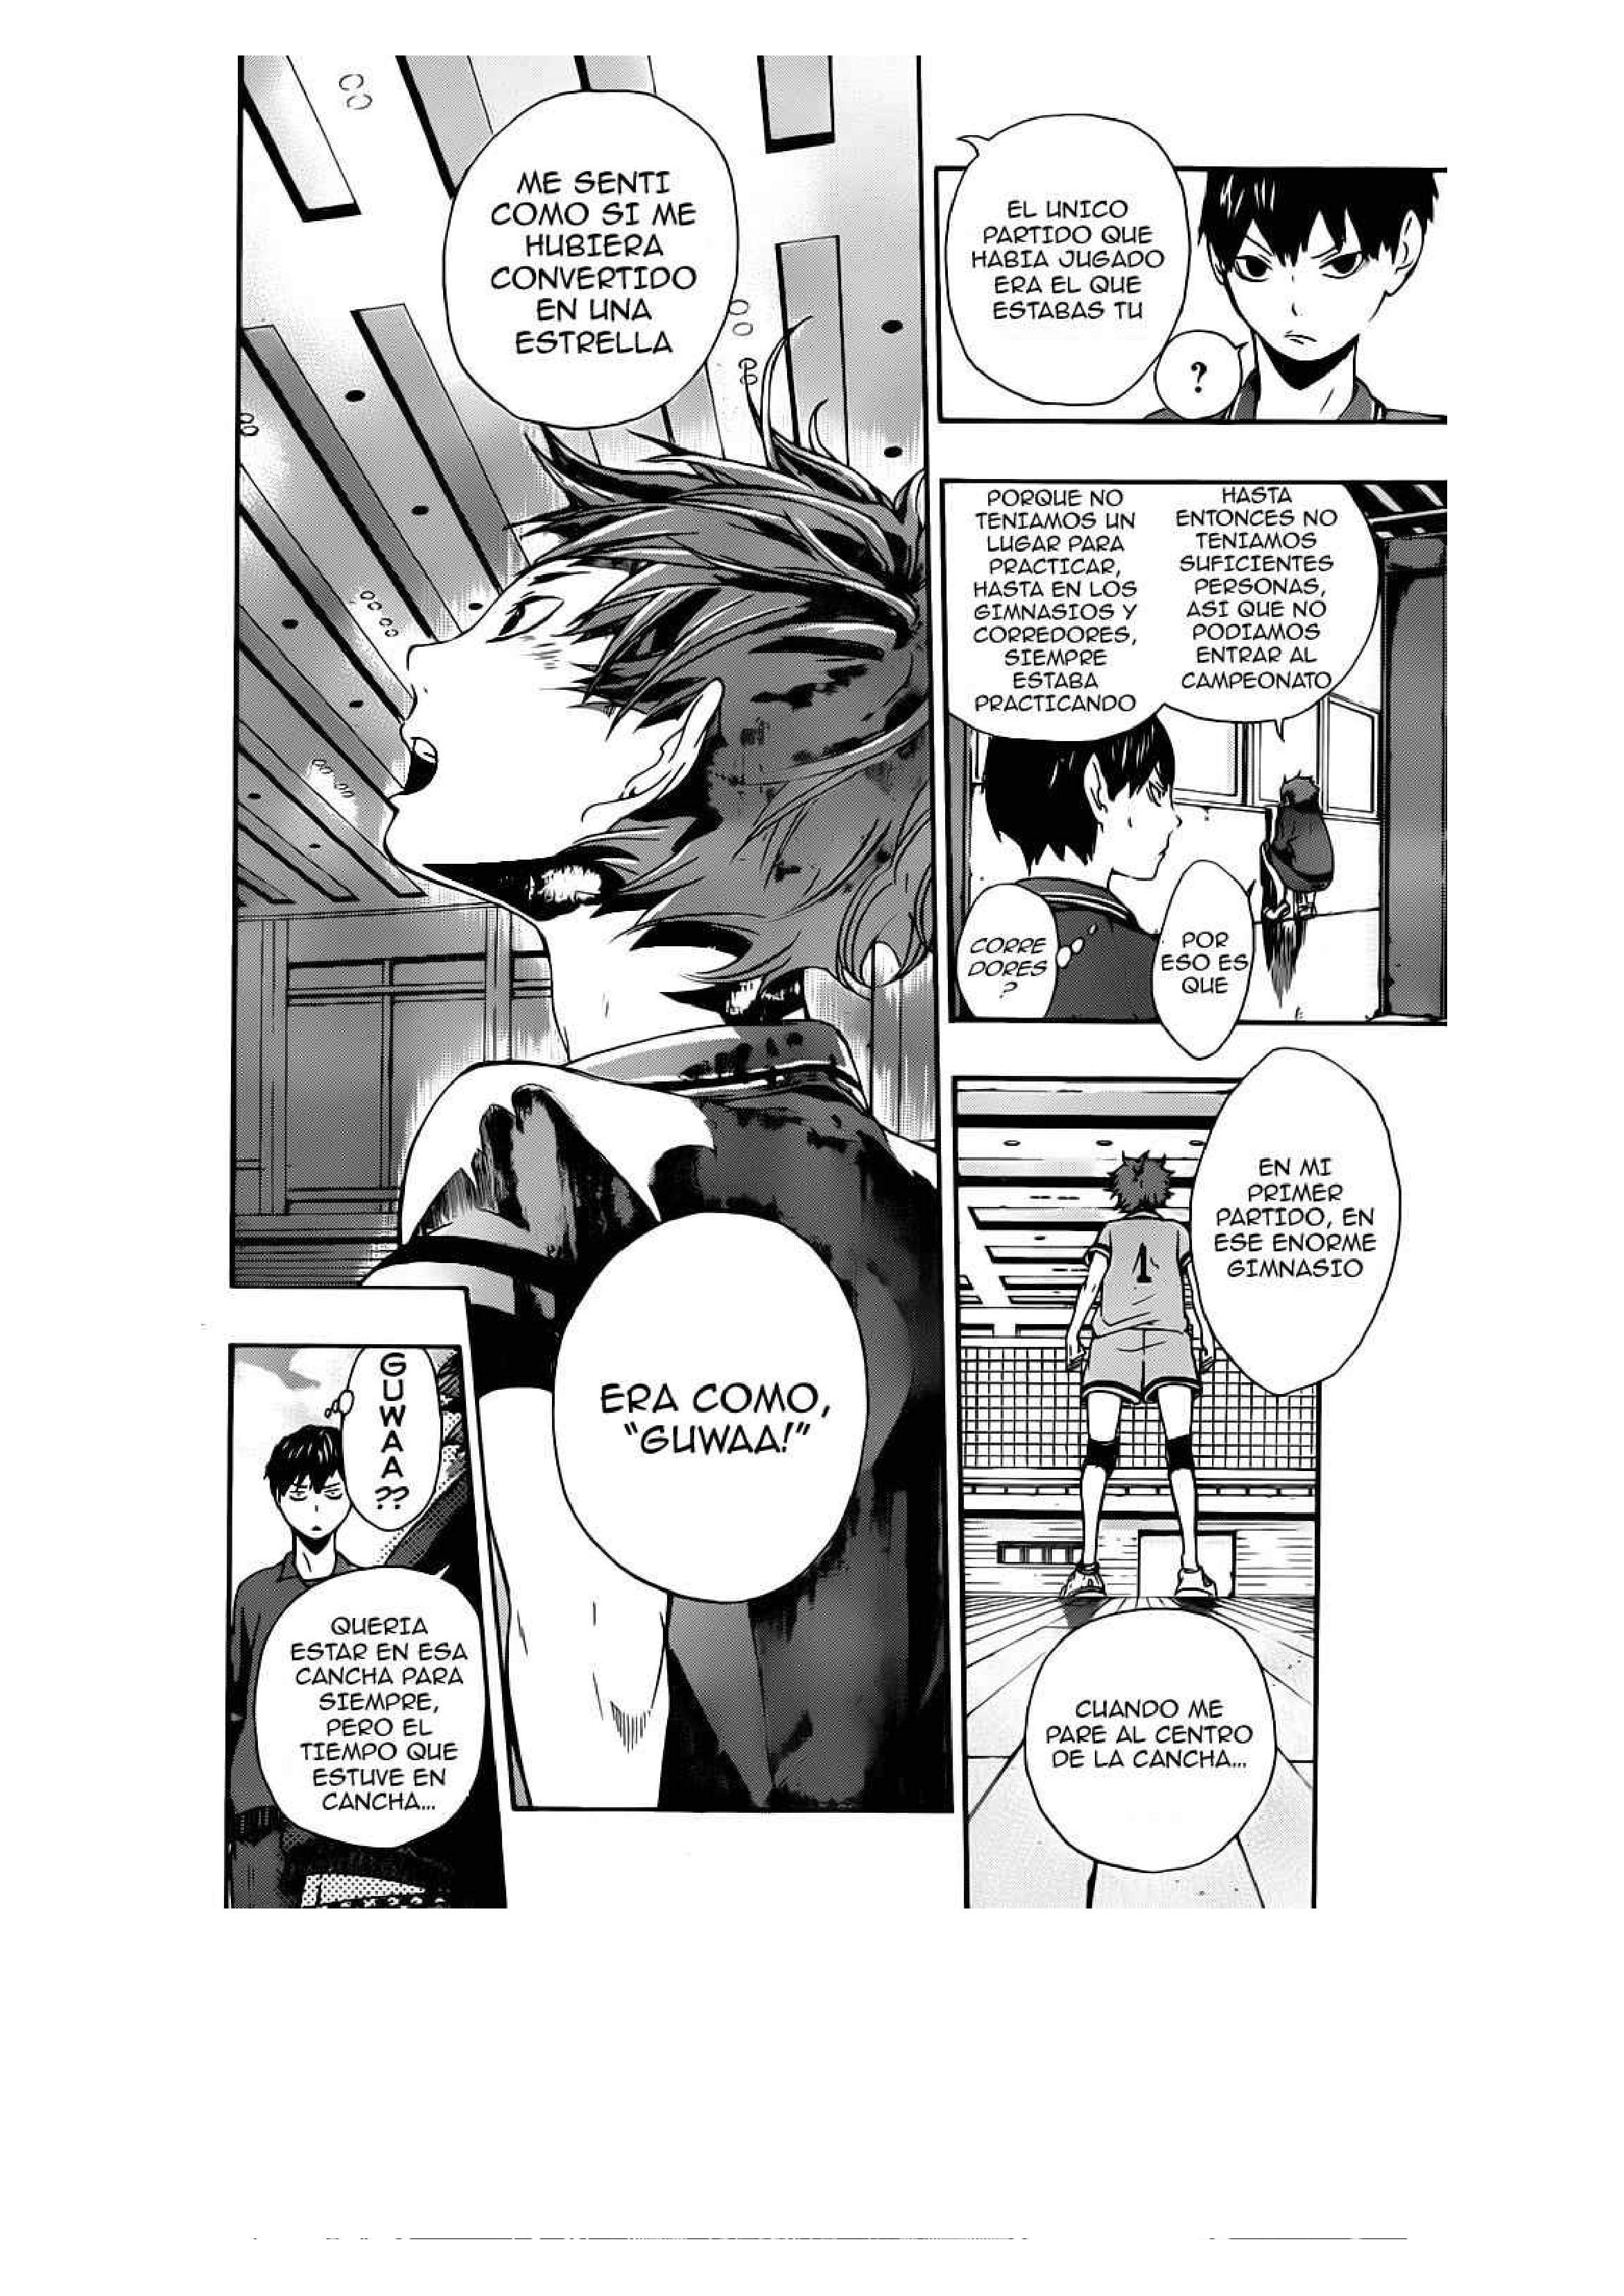 EL UNICO
PARTIDO QUE
HABIA JUGADO
ERA EL QUE
ESTABAS TU
?
HASTA
ENTONCES NO
TENIAMOS
SUFICIENTES
PERSONAS,
ASI QUE NO
PODIAMOS
ENTRAR AL
CAMPEONATO
PORQUE NO
TENIAMOS UN
LUGAR PARA
PRACTICAR,
HASTA EN LOS
GIMNASIOS Y
CORREDORES,
SIEMPRE
ESTABA
PRACTICANDO
POR
ESO ES
QUE
CORRE
DORES
?
EN MI
PRIMER
PARTIDO, EN
ESE ENORME
GIMNASIO
1
CUANDO ME
PARE AL CENTRO
DE LA CANCHA...
ME SENTI
COMO SI ME
HUBIERA
CONVERTIDO
EN UNA
ESTRELLA
ERA COMO,
"GUWAA!"
GUWAA??
QUERIA
ESTAR EN ESA
CANCHA PARA
SIEMPRE,
PERO EL
TIEMPO QUE
ESTUVE EN
CANCHA...